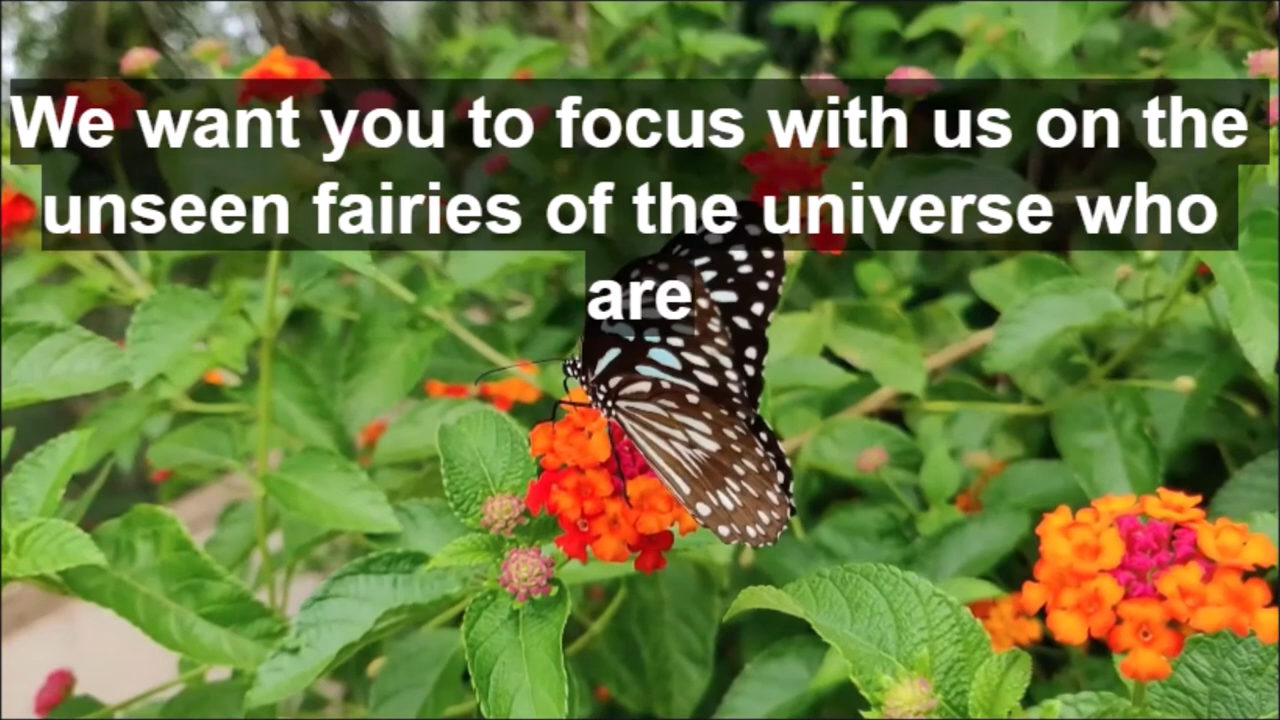 We want you to focus with us on the
unseen fairies of the universe who
are